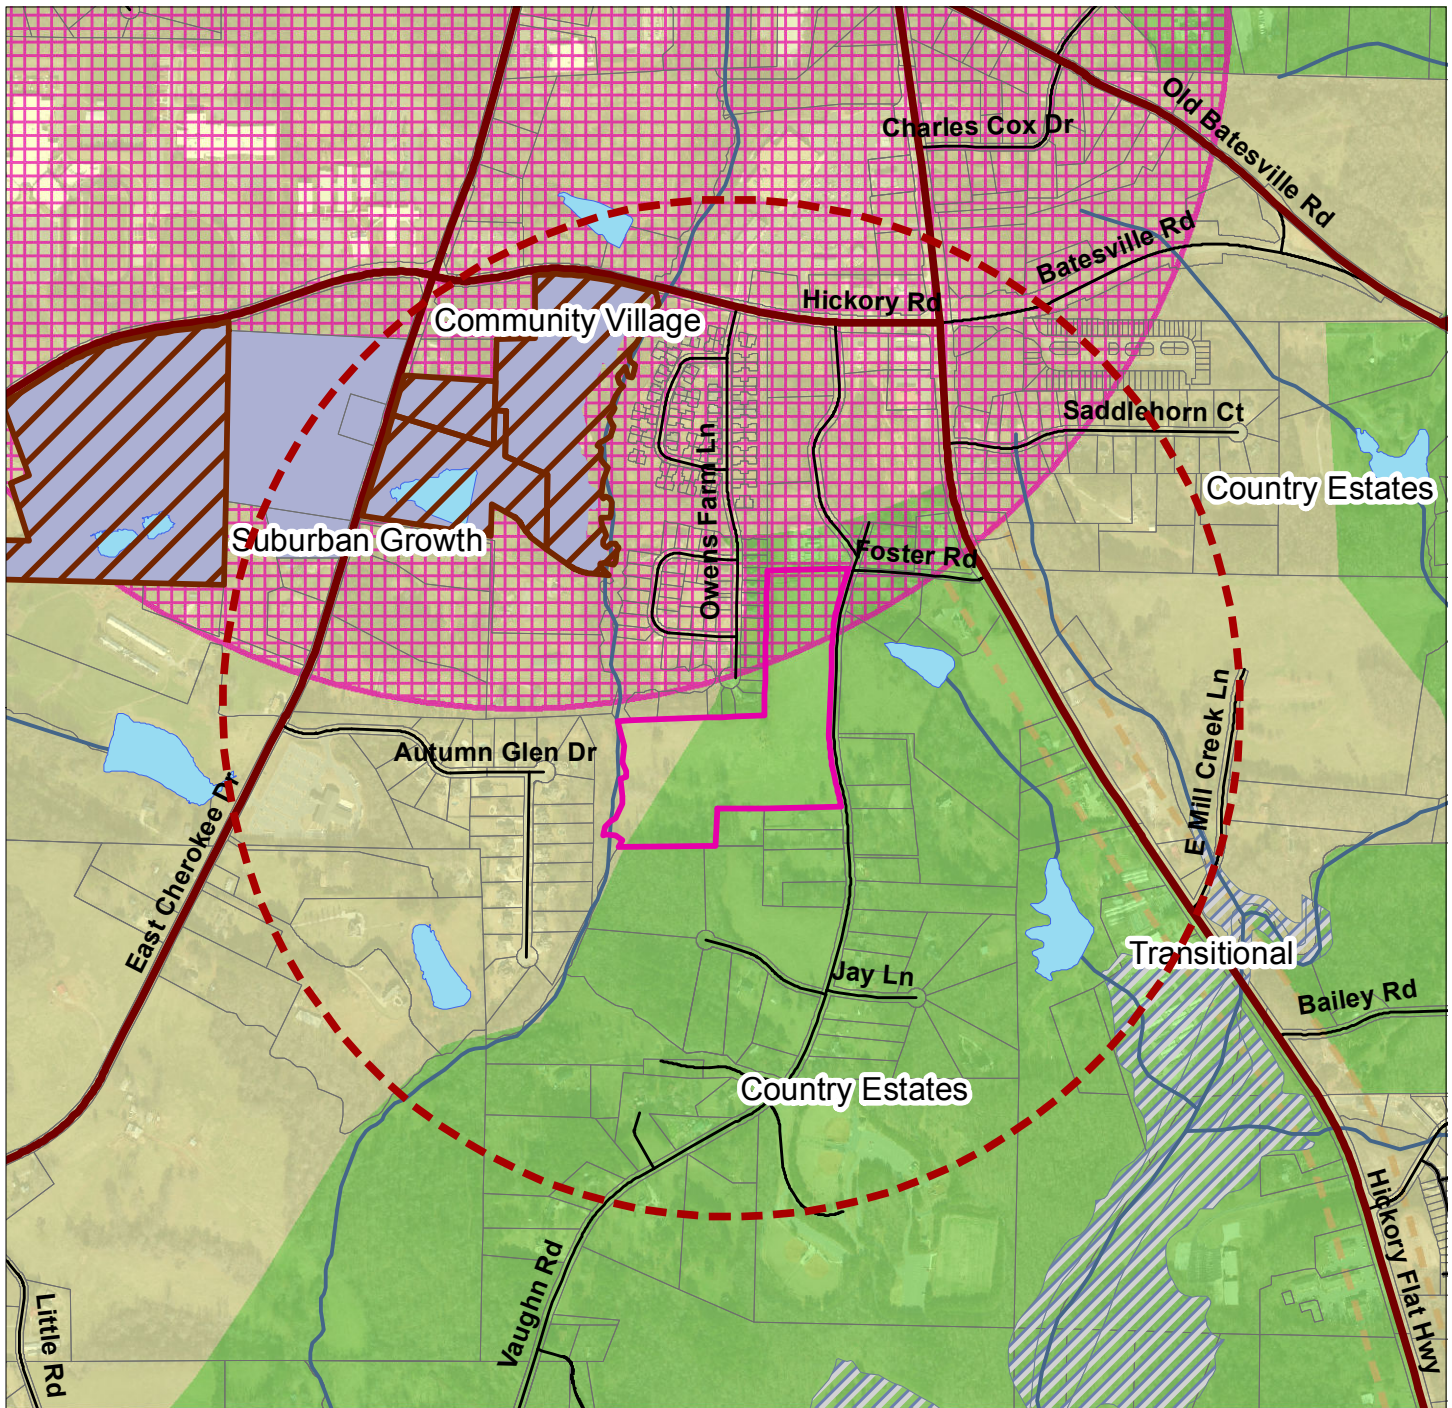 Old Batesville Rd
Charles Cox Dr
Batesville Rd
Hickory Rd
Community Village
Saddlehorn Ct
Country Estates
Suburban Growth
Owens Farm Ln
Foster Rd
E Mill Creek Ln
Autumn Glen Dr
East Cherokee Dr
Transitional
Jay Ln
Bailey Rd
Country Estates
Hickory Flat Hwy
Vaughn Rd
Little Rd